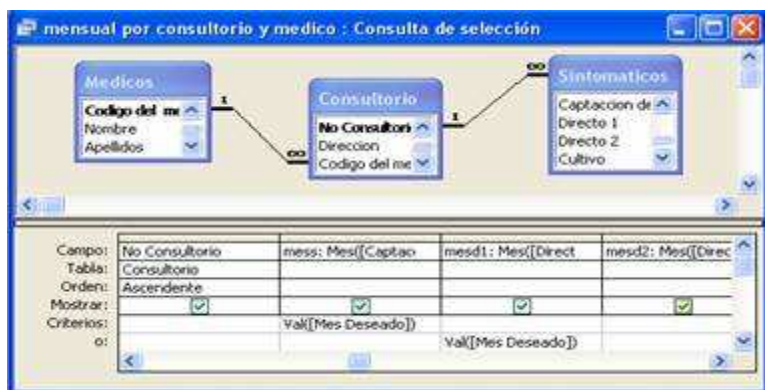 mensual por consultorio y medico : Consulta de selección
Medicos
Codigo del me
Nombre
Apellidos
1
∞
Consultorio
No Consultori
Direccion
Codigo del me
1
∞
Sintomaticos
Captaccion de
Directo 1
Directo 2
Cultivo
Campo: No Consultorio mess: Mes([Captac mesd1: Mes([Direct mesd2: Mes([Direc
Tabla: Consultorio
Orden: Ascendente
Mostrar:
Criterios: Val([Mes Deseado])
o: Val([Mes Deseado])